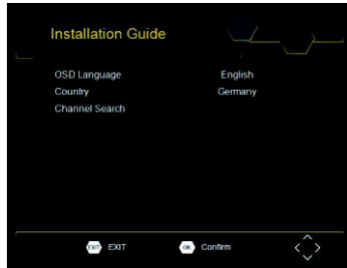 Installation Guide
OSD Language English
Country Germany
Channel Search
EXIT EXIT OK Confirm